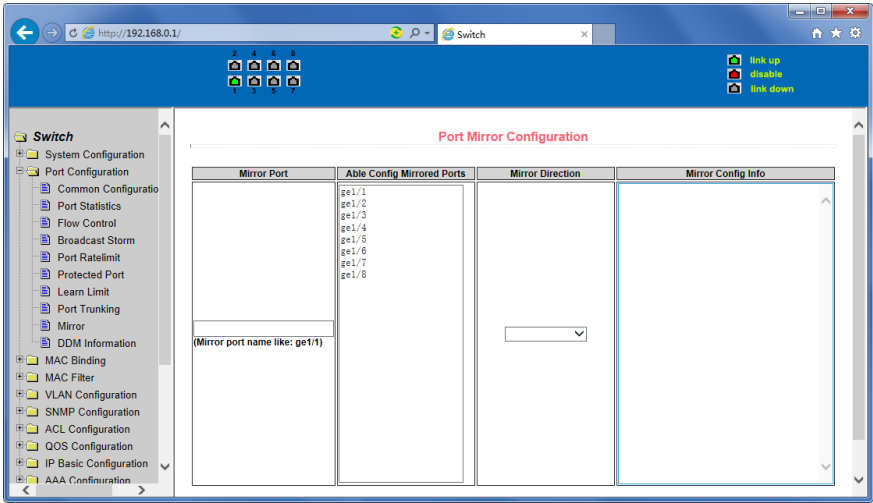 http://192.168.0.1/
Switch
2 4 6 8
1 3 5 7
link up
disable
link down
Switch
System Configuration
Port Configuration
Common Configuratio
Port Statistics
Flow Control
Broadcast Storm
Port Ratelimit
Protected Port
Learn Limit
Port Trunking
Mirror
DDM Information
MAC Binding
MAC Filter
VLAN Configuration
SNMP Configuration
ACL Configuration
QOS Configuration
IP Basic Configuration
AAA Configuration
Port Mirror Configuration
Mirror Port
Able Config Mirrored Ports
Mirror Direction
Mirror Config Info
ge1/1
ge1/2
ge1/3
ge1/4
ge1/5
ge1/6
ge1/7
ge1/8
(Mirror port name like: ge1/1)